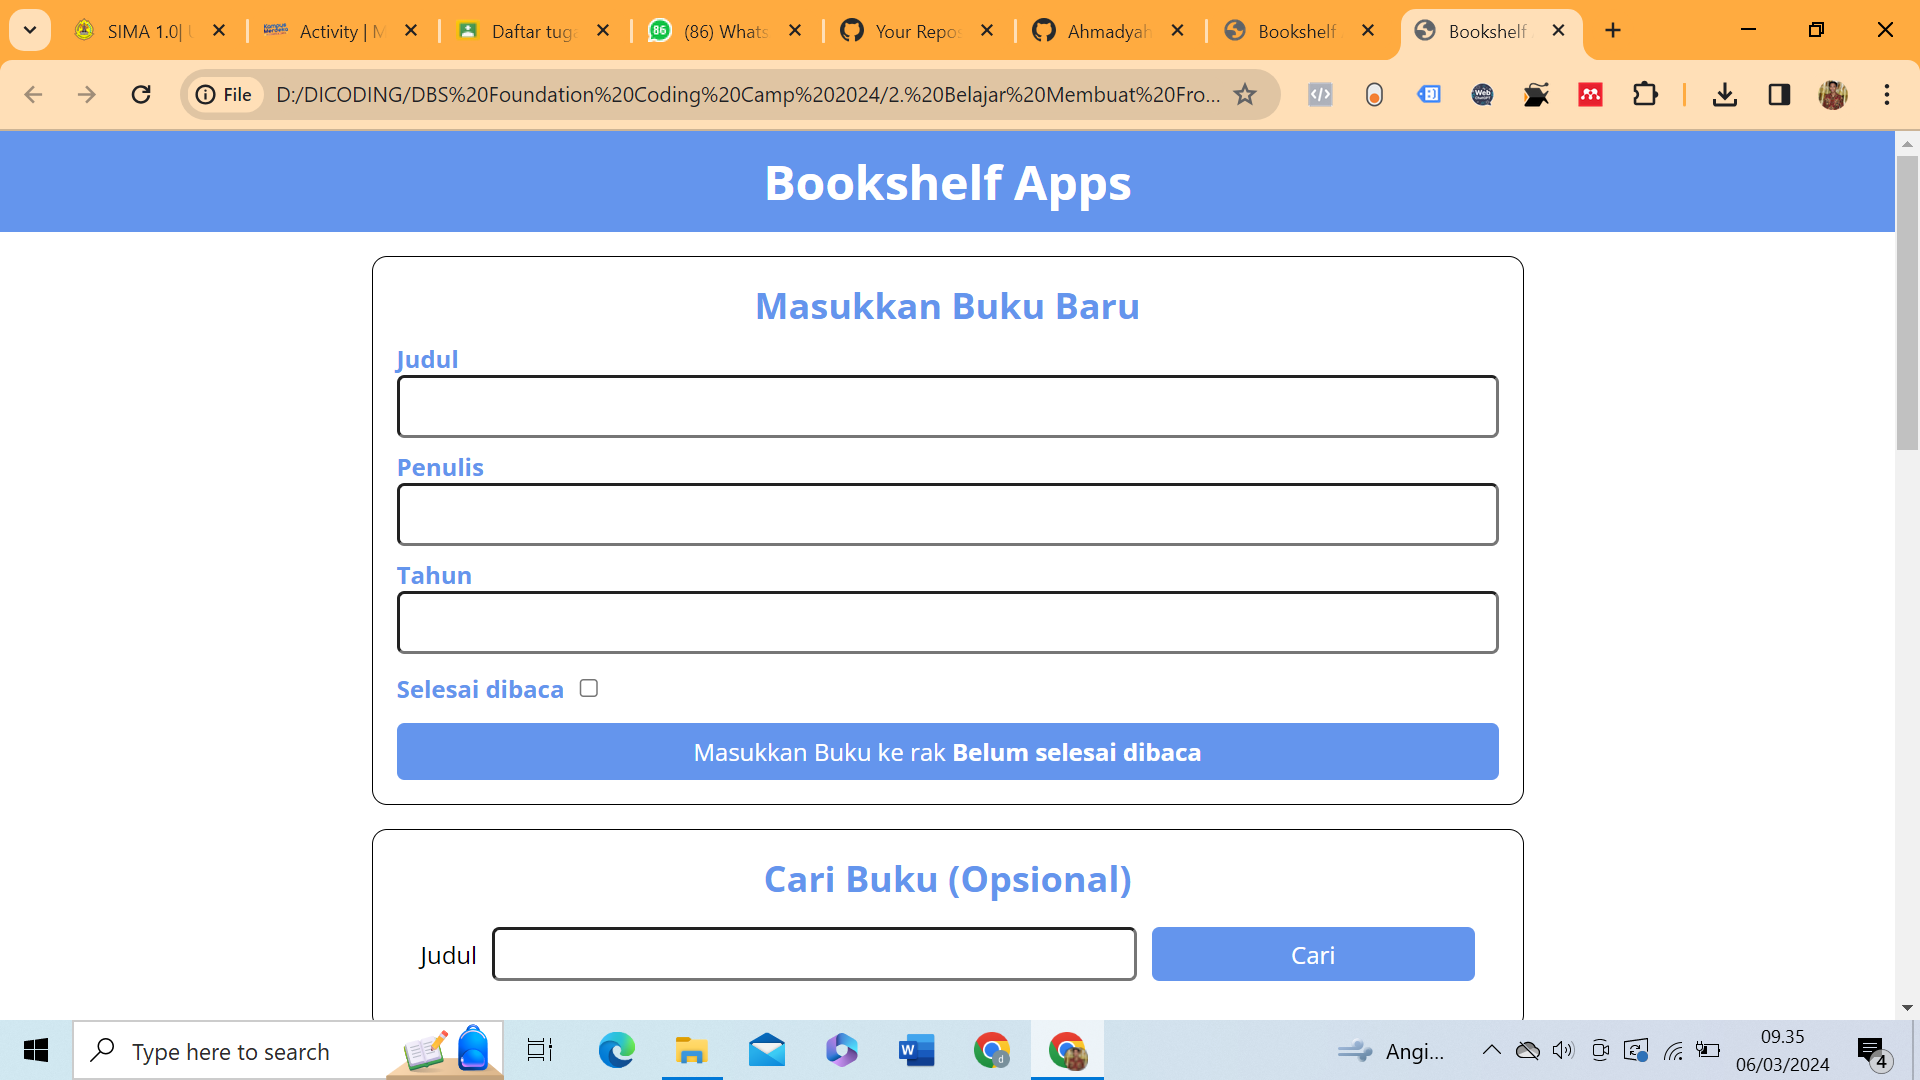 SIMA 1.0|
Activity | M
Daftar tuga
(86) Whats
Your Repos
Ahmadyah
Bookshelf
Bookshelf
File
D:/DICODING/DBS%20Foundation%20Coding%20Camp%202024/2.%20Belajar%20Membuat%20Fro...
Bookshelf Apps
Masukkan Buku Baru
Judul
Penulis
Tahun
Selesai dibaca
Masukkan Buku ke rak Belum selesai dibaca
Cari Buku (Opsional)
Judul
Cari
Type here to search
Angi...
09.35
06/03/2024
4